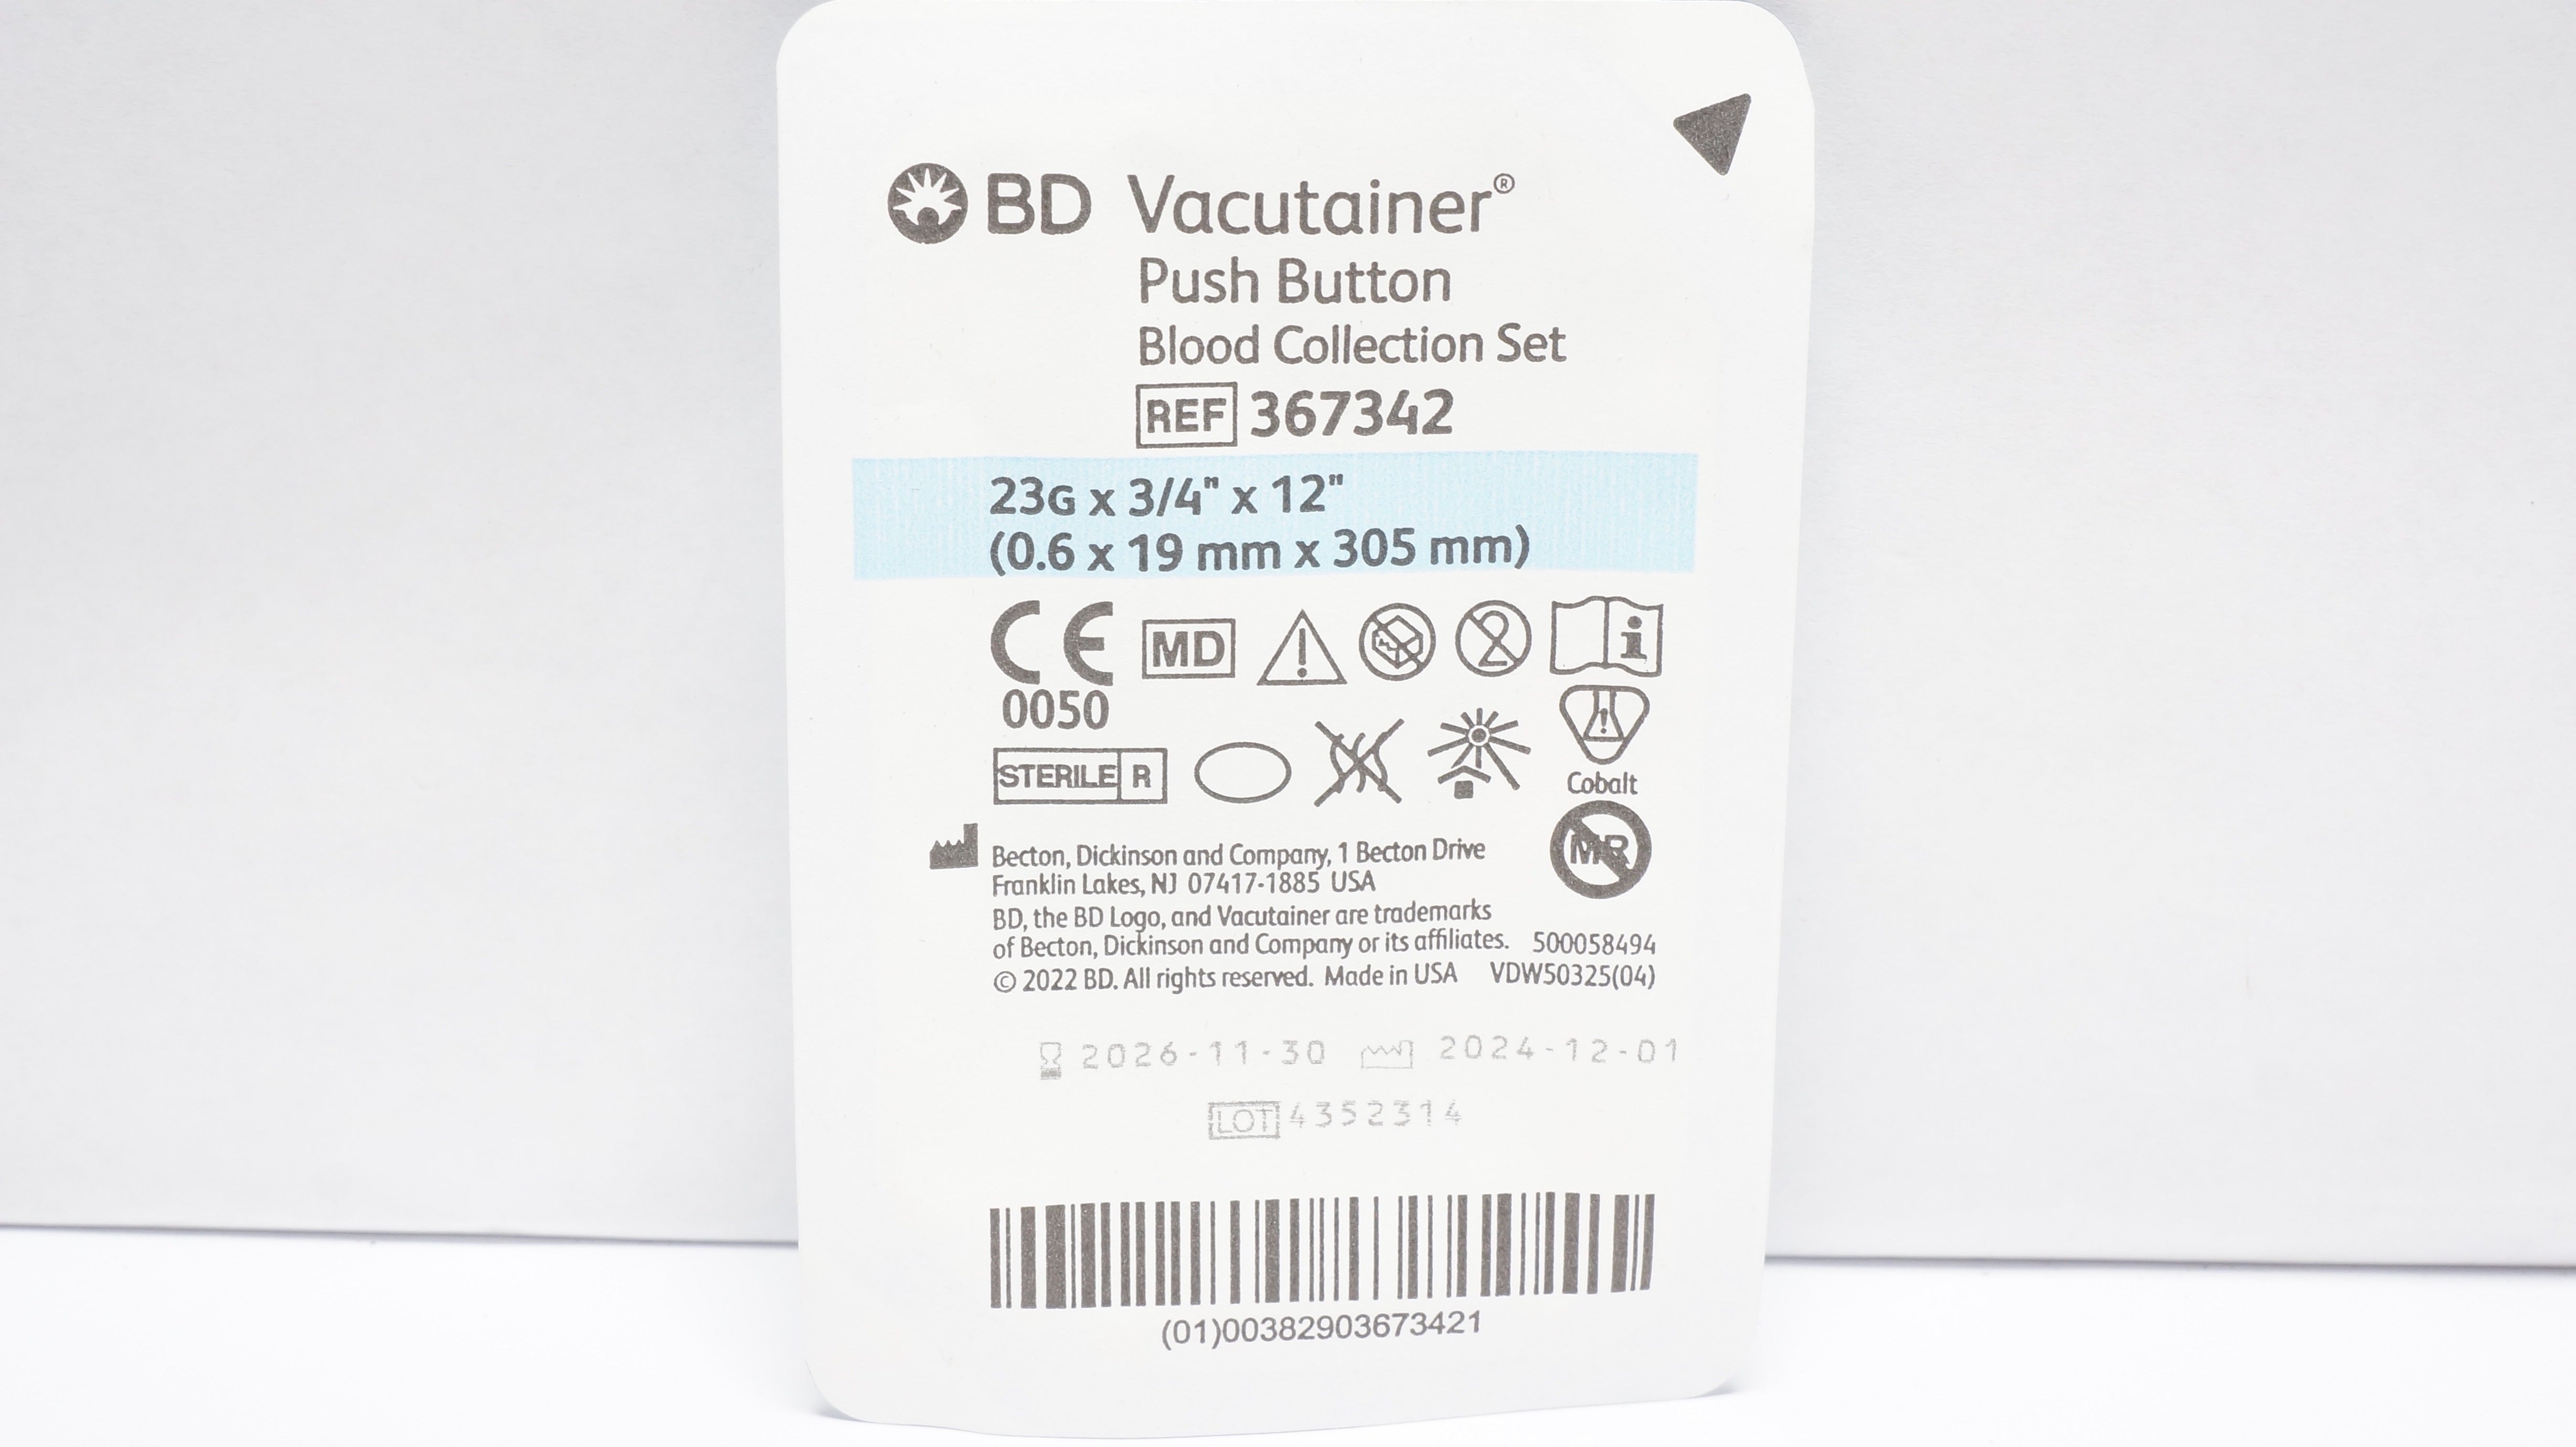 BD Vacutainer®
Push Button
Blood Collection Set
REF 367342
23G x 3/4" x 12"
(0.6 x 19 mm x 305 mm)
CE MD 2 i
0050
STERILE R
Cobalt
MR
Becton, Dickinson and Company, 1 Becton Drive
Franklin Lakes, NJ 07417-1885 USA
BD, the BD Logo, and Vacutainer are trademarks
of Becton, Dickinson and Company or its affiliates. 500058494
© 2022 BD. All rights reserved. Made in USA VDW50325(04)
2026-11-30 2024-12-01
LOT 4352314
(01)00382903673421